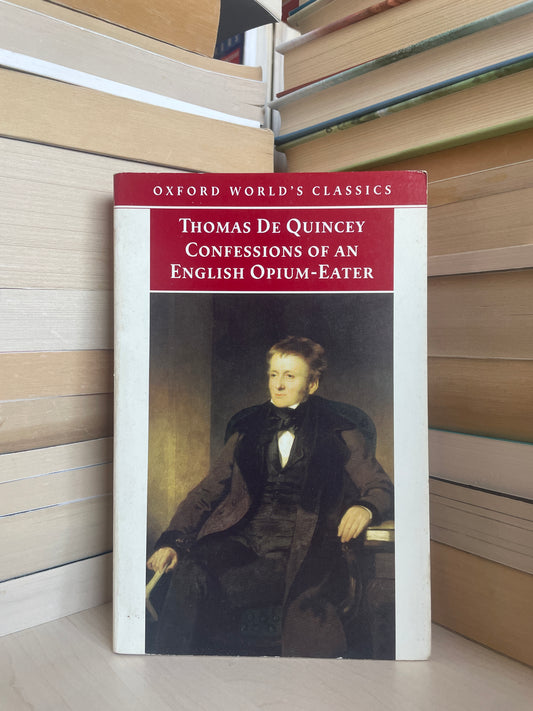 OXFORD WORLD'S CLASSICS
THOMAS DE QUINCEY
CONFESSIONS OF AN
ENGLISH OPIUM-EATER